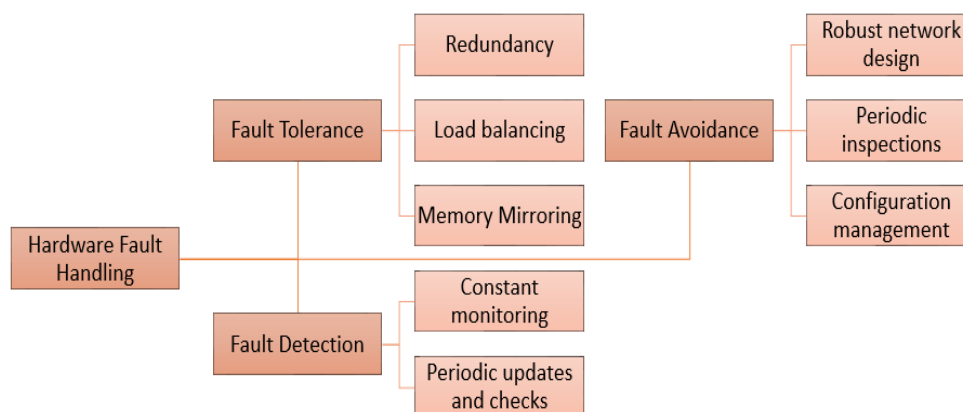 Hardware Fault
Handling
Fault Tolerance
Redundancy
Load balancing
Memory Mirroring
Fault Detection
Constant
monitoring
Periodic updates
and checks
Fault Avoidance
Robust network
design
Periodic
inspections
Configuration
management